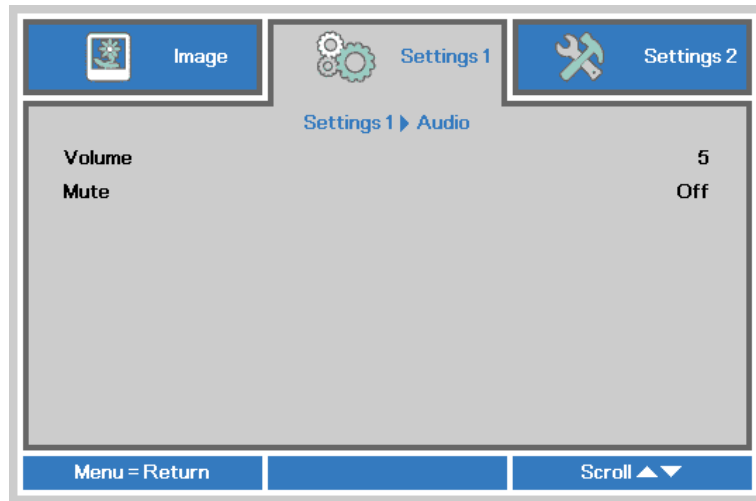 Image
Settings 1
Settings 2
Settings 1 ▶ Audio
Volume 5
Mute Off
Menu = Return
Scroll ▲▼